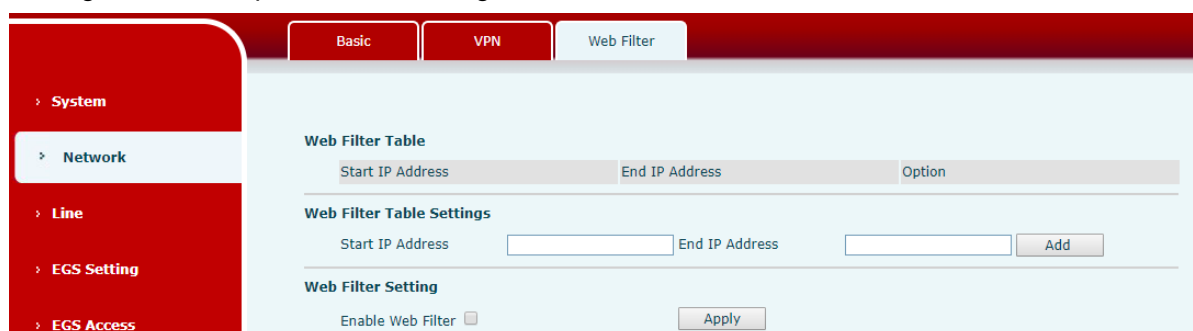 Basic VPN Web Filter
› System
› Network
› Line
› EGS Setting
› EGS Access
Web Filter Table
Start IP Address End IP Address Option
Web Filter Table Settings
Start IP Address End IP Address Add
Web Filter Setting
Enable Web Filter Apply